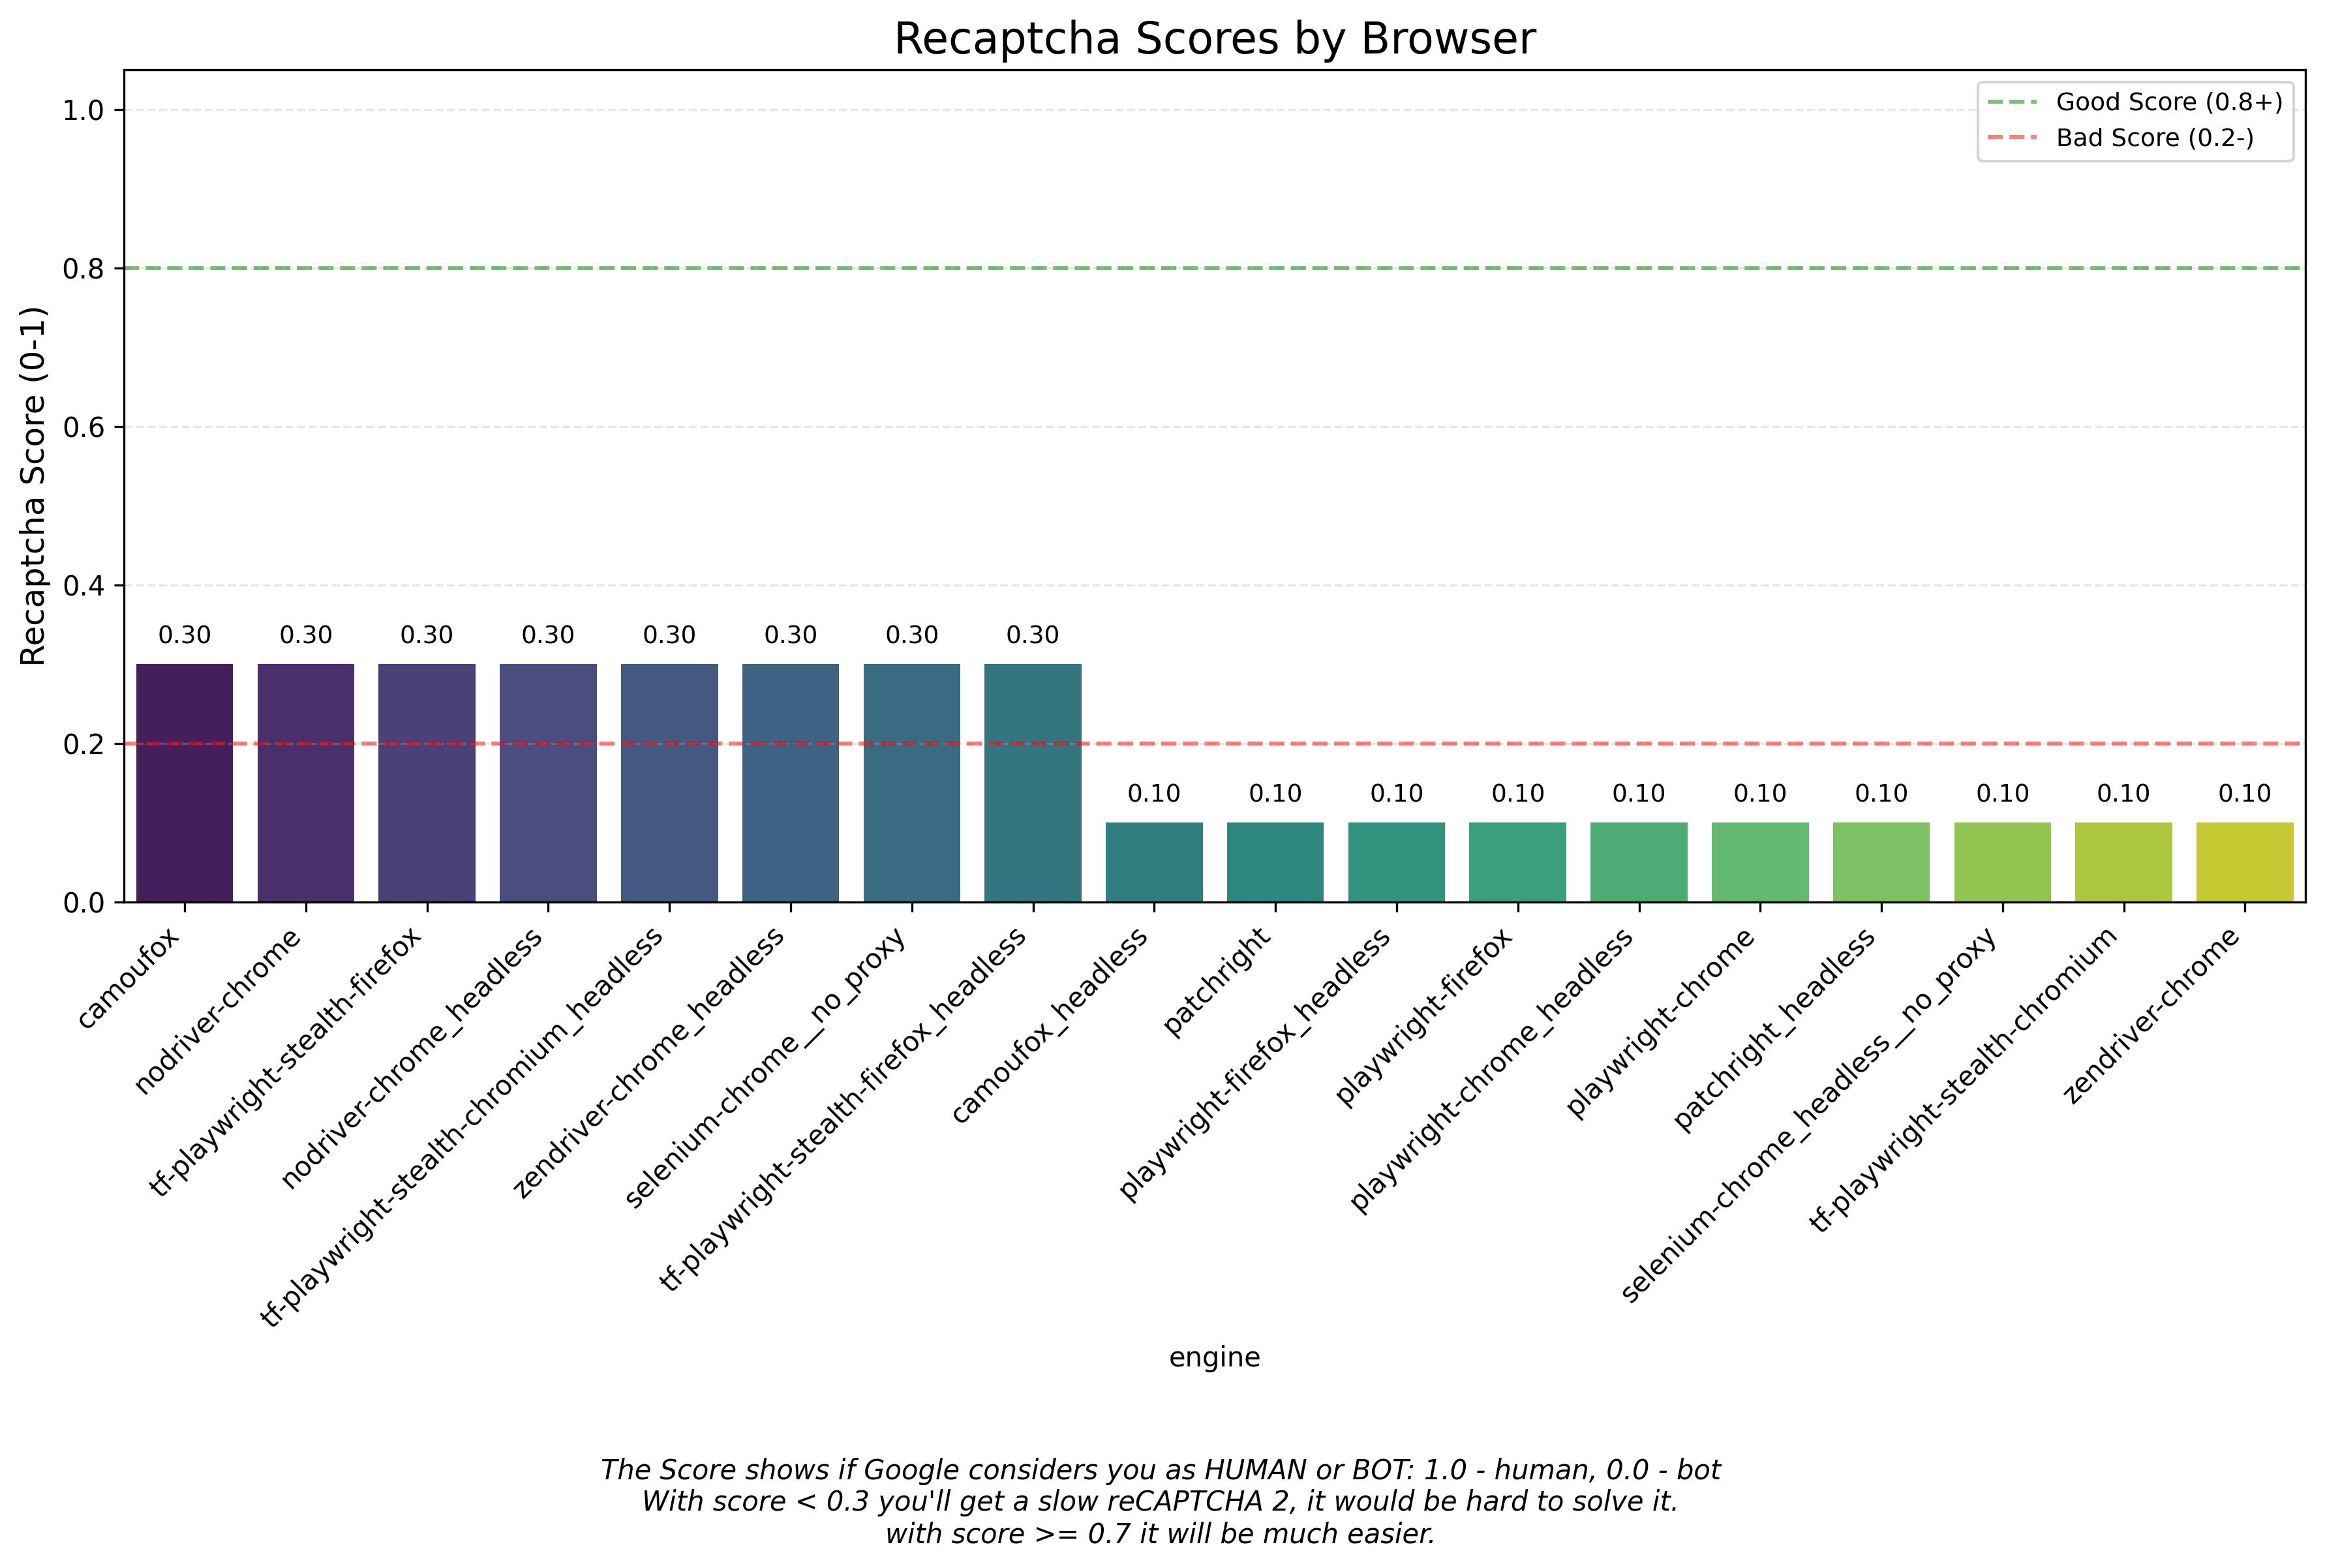 Recaptcha Scores by Browser
Good Score (0.8+)
Bad Score (0.2-)
Recaptcha Score (0-1)
1.0
0.8
0.6
0.4
0.2
0.0
0.30 0.30 0.30 0.30 0.30 0.30 0.30 0.30
0.10 0.10 0.10 0.10 0.10 0.10 0.10 0.10 0.10 0.10
camoufox
nodriver-chrome
tf-playwright-stealth-firefox
nodriver-chrome_headless
tf-playwright-stealth-chromium_headless
zendriver-chrome_headless
selenium-chrome__no_proxy
tf-playwright-stealth-firefox_headless
camoufox_headless
patchright
playwright-firefox_headless
playwright-firefox
playwright-chrome_headless
playwright-chrome
patchright_headless
selenium-chrome_headless__no_proxy
tf-playwright-stealth-chromium
zendriver-chrome
engine
The Score shows if Google considers you as HUMAN or BOT: 1.0 - human, 0.0 - bot
With score < 0.3 you'll get a slow reCAPTCHA 2, it would be hard to solve it.
with score >= 0.7 it will be much easier.